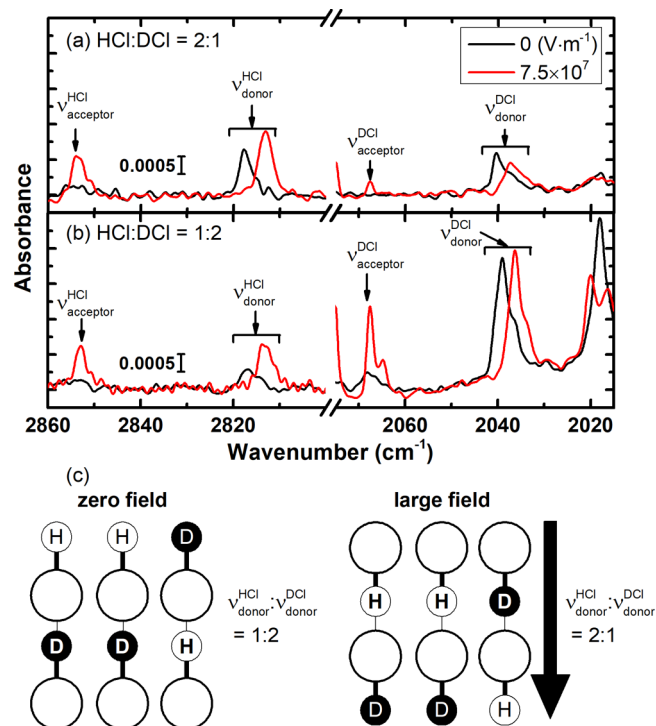 (a) HCl:DCl = 2:1
0 (V·m⁻¹)
7.5×10⁷
ν^HCl_acceptor
ν^HCl_donor
ν^DCl_acceptor
ν^DCl_donor
0.0005
(b) HCl:DCl = 1:2
ν^HCl_acceptor
ν^HCl_donor
ν^DCl_acceptor
ν^DCl_donor
0.0005
Absorbance
2860 2840 2820 2060 2040 2020
Wavenumber (cm⁻¹)
(c)
zero field
H H D
D D H
ν^HCl_donor:ν^DCl_donor
= 1:2
large field
H H D
D D H
ν^HCl_donor:ν^DCl_donor
= 2:1